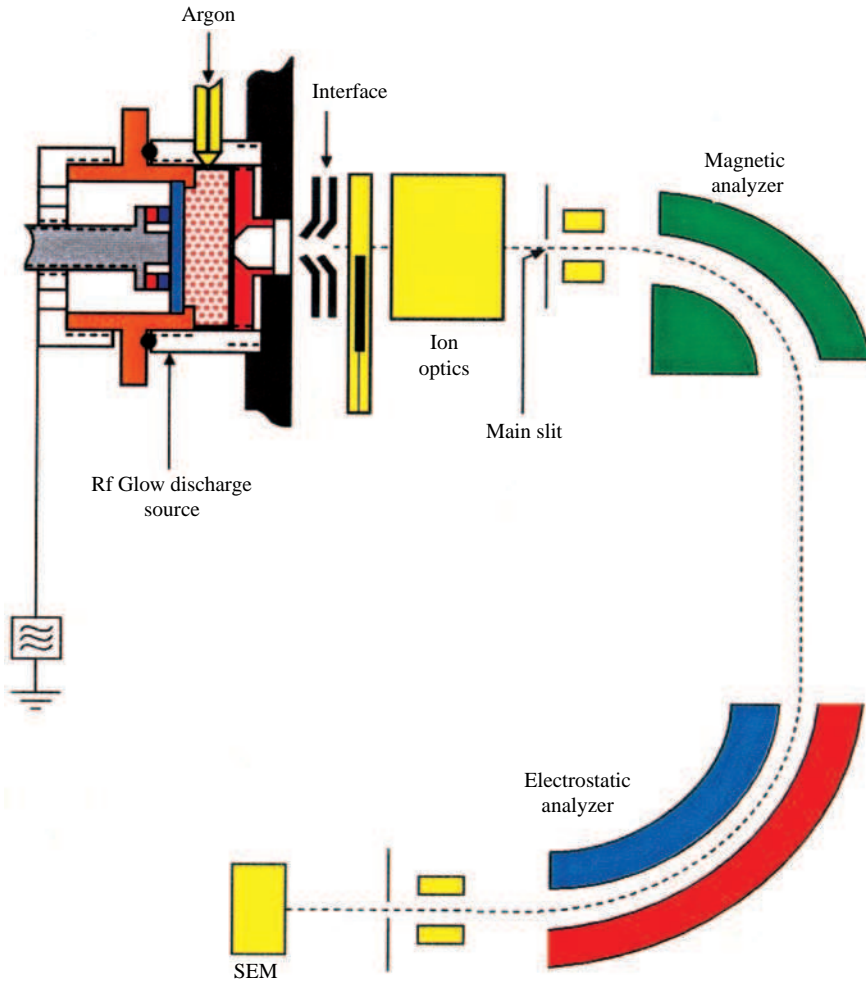 Argon
Interface
Magnetic
analyzer
Ion
optics
Main slit
Rf Glow discharge
source
Electrostatic
analyzer
SEM